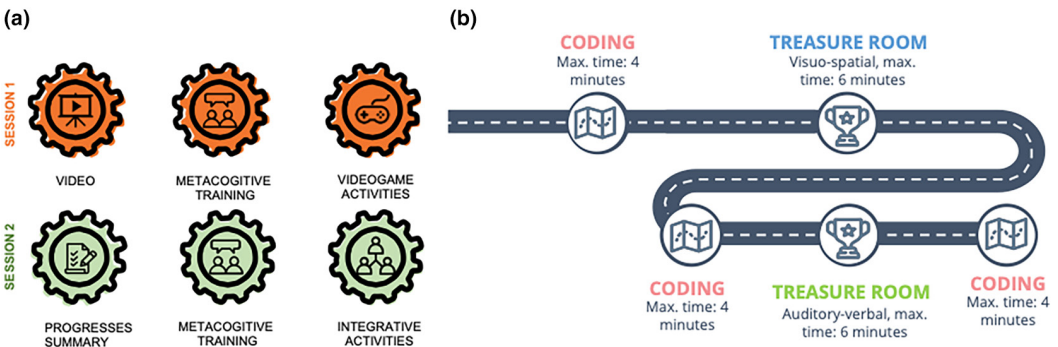 (a)
SESSION 1
VIDEO
METACOGITIVE
TRAINING
VIDEOGAME
ACTIVITIES
SESSION 2
PROGRESSES
SUMMARY
METACOGITIVE
TRAINING
INTEGRATIVE
ACTIVITIES
(b)
CODING
Max. time: 4
minutes
TREASURE ROOM
Visuo-spatial, max.
time: 6 minutes
CODING
Max. time: 4
minutes
TREASURE ROOM
Auditory-verbal, max.
time: 6 minutes
CODING
Max. time: 4
minutes